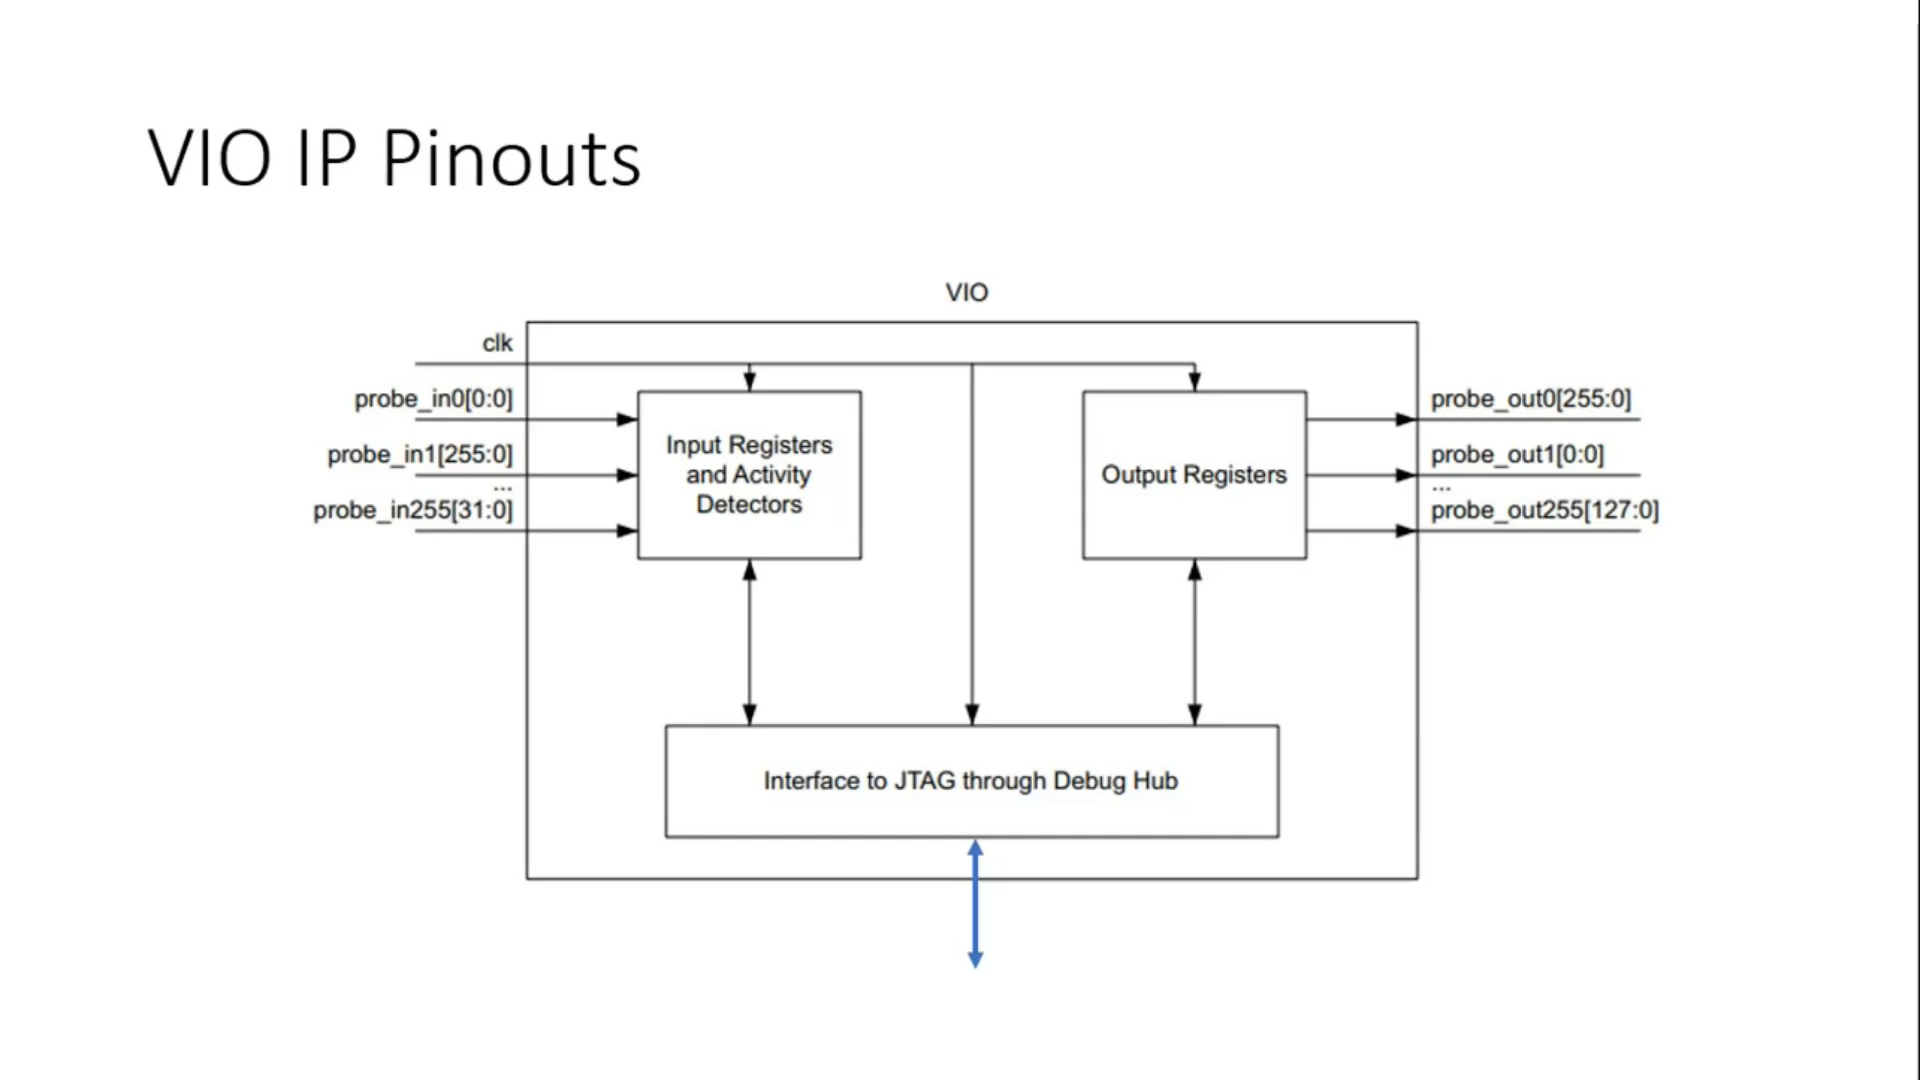 VIO IP Pinouts
VIO
clk
probe_in0[0:0]
probe_in1[255:0]
...
probe_in255[31:0]
Input Registers
and Activity
Detectors
Output Registers
probe_out0[255:0]
probe_out1[0:0]
...
probe_out255[127:0]
Interface to JTAG through Debug Hub